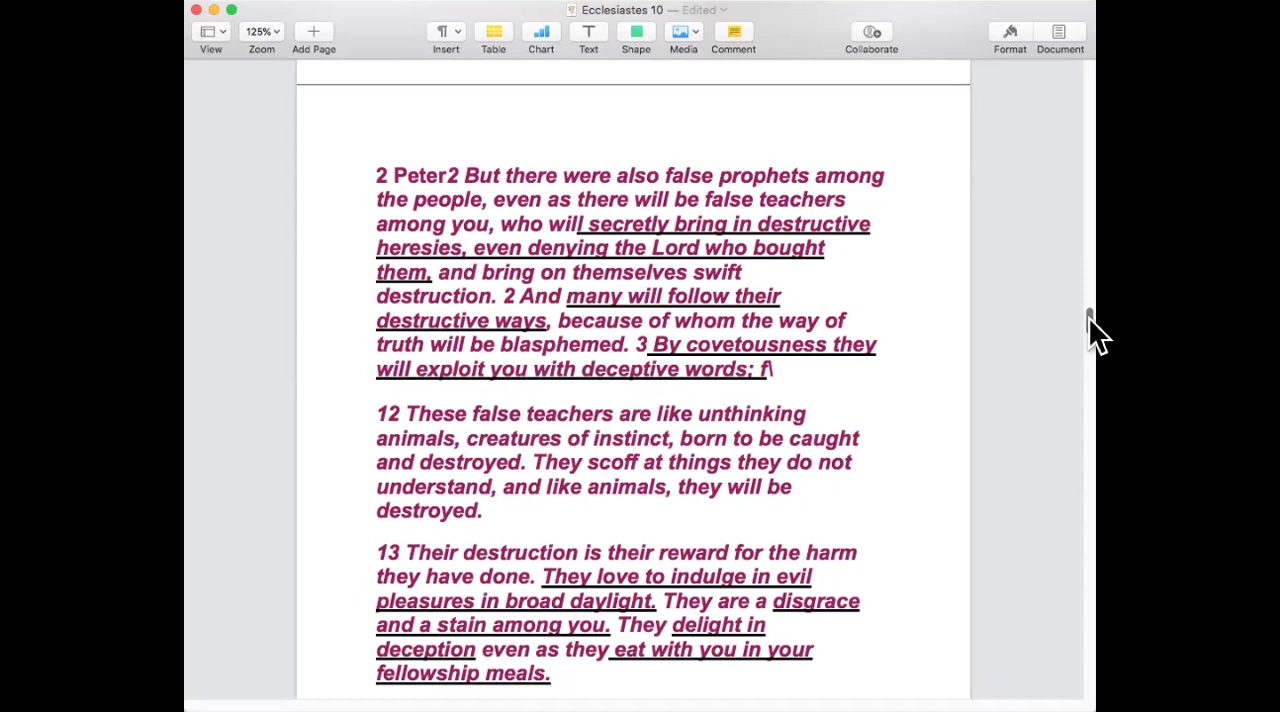 Ecclesiastes 10 — Edited
125%
View
Zoom
Add Page
Insert
Table
Chart
Text
Shape
Media
Comment
Collaborate
Format
Document
2 Peter2 But there were also false prophets among
the people, even as there will be false teachers
among you, who will secretly bring in destructive
heresies, even denying the Lord who bought
them, and bring on themselves swift
destruction. 2 And many will follow their
destructive ways, because of whom the way of
truth will be blasphemed. 3 By covetousness they
will exploit you with deceptive words; f\
12 These false teachers are like unthinking
animals, creatures of instinct, born to be caught
and destroyed. They scoff at things they do not
understand, and like animals, they will be
destroyed.
13 Their destruction is their reward for the harm
they have done. They love to indulge in evil
pleasures in broad daylight. They are a disgrace
and a stain among you. They delight in
deception even as they eat with you in your
fellowship meals.